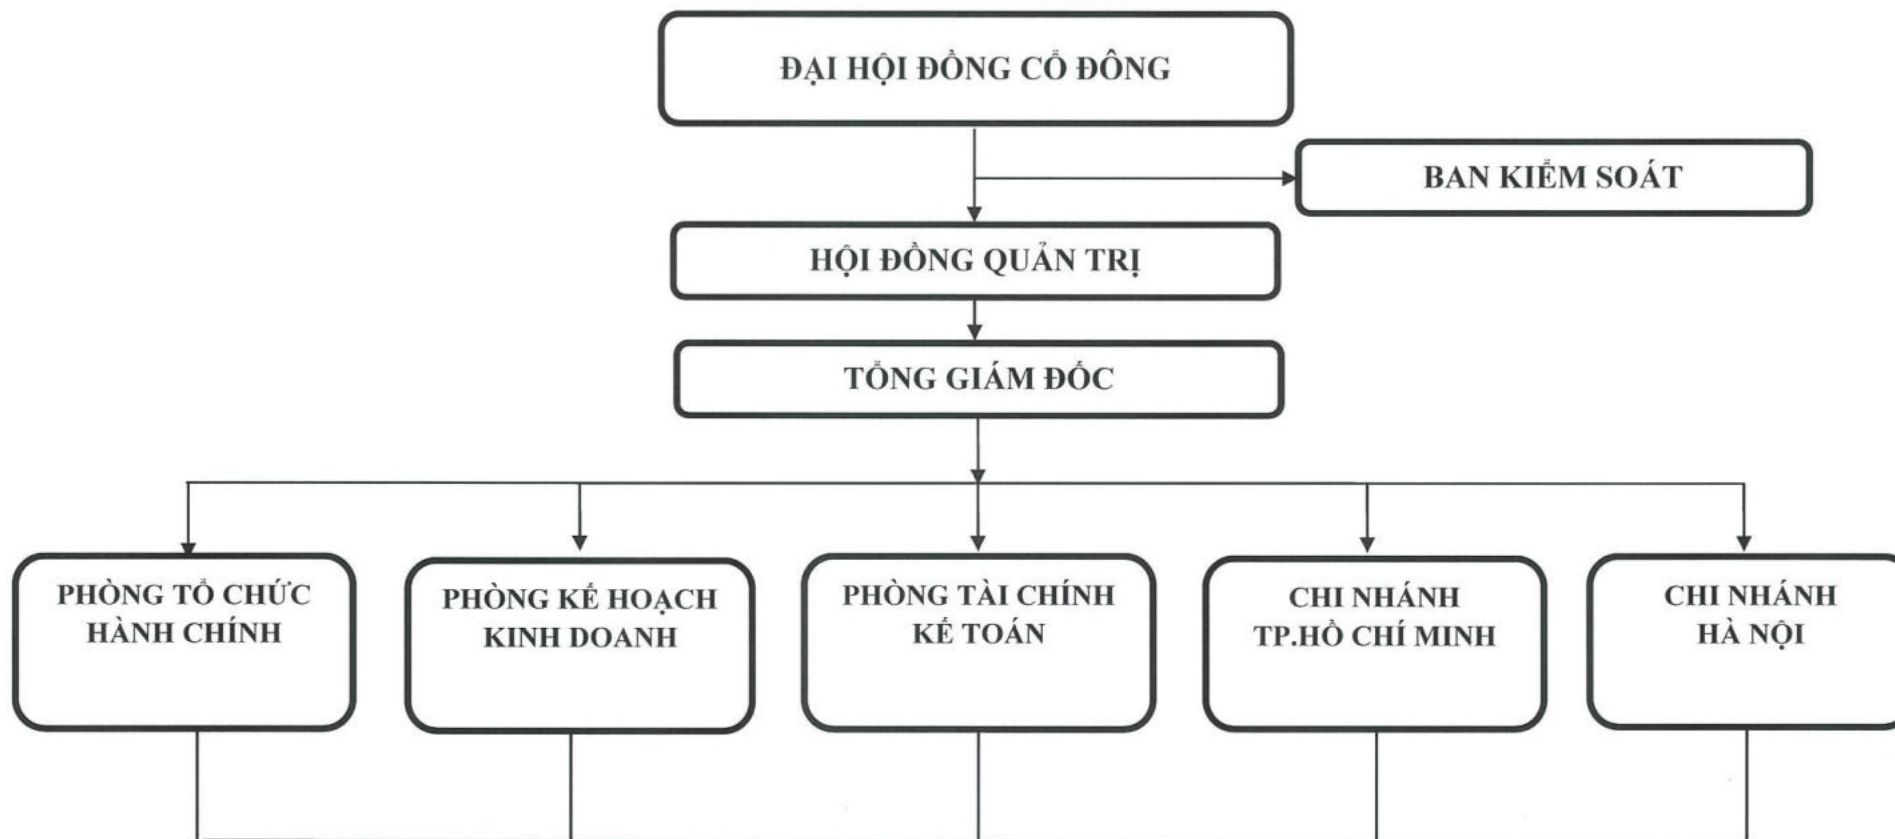 ĐẠI HỘI ĐỒNG CỔ ĐÔNG
BAN KIỂM SOÁT
HỘI ĐỒNG QUẢN TRỊ
TỔNG GIÁM ĐỐC
PHÒNG TỔ CHỨC
HÀNH CHÍNH
PHÒNG KẾ HOẠCH
KINH DOANH
PHÒNG TÀI CHÍNH
KẾ TOÁN
CHI NHÁNH
TP.HỒ CHÍ MINH
CHI NHÁNH
HÀ NỘI